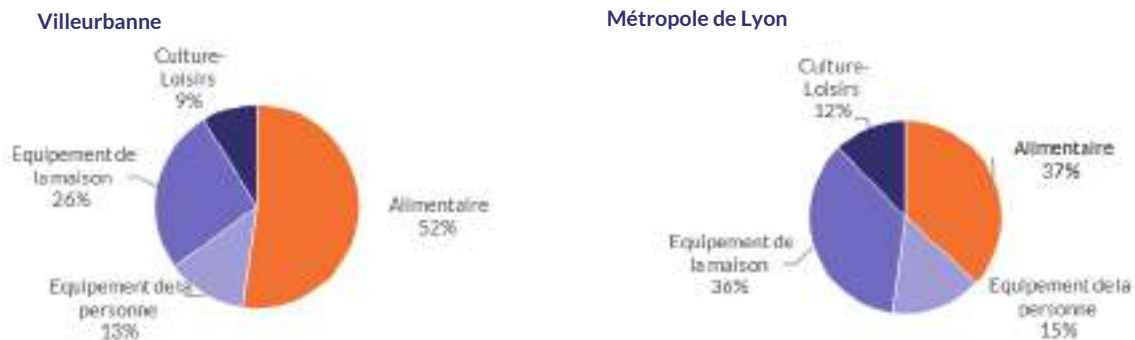 Villeurbanne
Culture-
Loisirs
9%
Equipement de
la maison
26%
Alimentaire
52%
Equipement de la
personne
13%
Métropole de Lyon
Culture-
Loisirs
12%
Alimentaire
37%
Equipement de
la maison
36%
Equipement de la
personne
15%